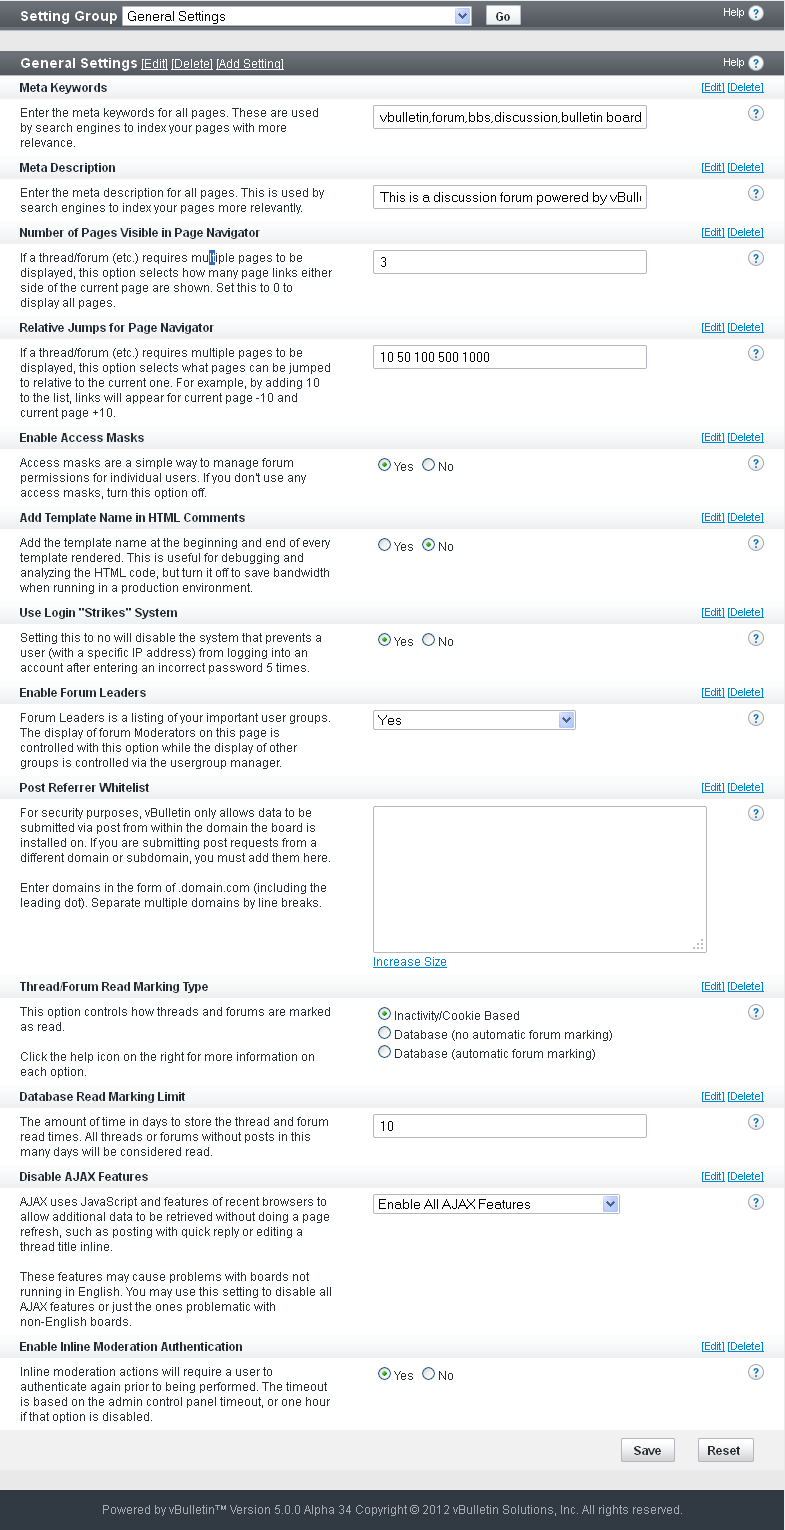 Setting Group General Settings Go Help ?
General Settings [Edit] [Delete] [Add Setting] Help ?
Meta Keywords [Edit] [Delete]
Enter the meta keywords for all pages. These are used vbulletin,forum,bbs,discussion,bulletin board ?
by search engines to index your pages with more
relevance.
Meta Description [Edit] [Delete]
Enter the meta description for all pages. This is used by This is a discussion forum powered by vBull ?
search engines to index your pages more relevantly.
Number of Pages Visible in Page Navigator [Edit] [Delete]
If a thread/forum (etc.) requires multiple pages to be 3 ?
displayed, this option selects how many page links either
side of the current page are shown. Set this to 0 to
display all pages.
Relative Jumps for Page Navigator [Edit] [Delete]
If a thread/forum (etc.) requires multiple pages to be 10 50 100 500 1000 ?
displayed, this option selects what pages can be jumped
to relative to the current one. For example, by adding 10
to the list, links will appear for current page -10 and
current page +10.
Enable Access Masks [Edit] [Delete]
Access masks are a simple way to manage forum Yes No ?
permissions for individual users. If you don't use any
access masks, turn this option off.
Add Template Name in HTML Comments [Edit] [Delete]
Add the template name at the beginning and end of every Yes No ?
template rendered. This is useful for debugging and
analyzing the HTML code, but turn it off to save bandwidth
when running in a production environment.
Use Login "Strikes" System [Edit] [Delete]
Setting this to no will disable the system that prevents a Yes No ?
user (with a specific IP address) from logging into an
account after entering an incorrect password 5 times.
Enable Forum Leaders [Edit] [Delete]
Forum Leaders is a listing of your important user groups. Yes ?
The display of forum Moderators on this page is
controlled with this option while the display of other
groups is controlled via the usergroup manager.
Post Referrer Whitelist [Edit] [Delete]
For security purposes, vBulletin only allows data to be ?
submitted via post from within the domain the board is
installed on. If you are submitting post requests from a
different domain or subdomain, you must add them here.
Enter domains in the form of .domain.com (including the
leading dot). Separate multiple domains by line breaks.
Increase Size
Thread/Forum Read Marking Type [Edit] [Delete]
This option controls how threads and forums are marked Inactivity/Cookie Based ?
as read. Database (no automatic forum marking)
Click the help icon on the right for more information on Database (automatic forum marking)
each option.
Database Read Marking Limit [Edit] [Delete]
The amount of time in days to store the thread and forum 10 ?
read times. All threads or forums without posts in this
many days will be considered read.
Disable AJAX Features [Edit] [Delete]
AJAX uses JavaScript and features of recent browsers to Enable All AJAX Features ?
allow additional data to be retrieved without doing a page
refresh, such as posting with quick reply or editing a
thread title inline.
These features may cause problems with boards not
running in English. You may use this setting to disable all
AJAX features or just the ones problematic with
non-English boards.
Enable Inline Moderation Authentication [Edit] [Delete]
Inline moderation actions will require a user to Yes No ?
authenticate again prior to being performed. The timeout
is based on the admin control panel timeout, or one hour
if that option is disabled.
Save Reset
Powered by vBulletin™ Version 5.0.0 Alpha 34 Copyright © 2012 vBulletin Solutions, Inc. All rights reserved.